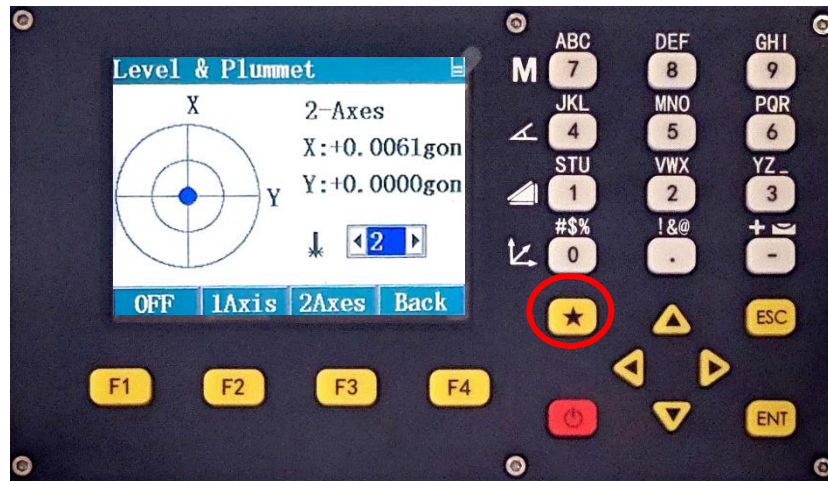 Level & Plummet
X
2-Axes
X:+0.0061gon
Y:+0.0000gon
Y
2
OFF 1Axis 2Axes Back
F1 F2 F3 F4
ABC DEF GHI
M 7 8 9
JKL MNO PQR
4 5 6
STU VWX YZ_
1 2 3
#$% !&@ +
0 . -
ESC
ENT